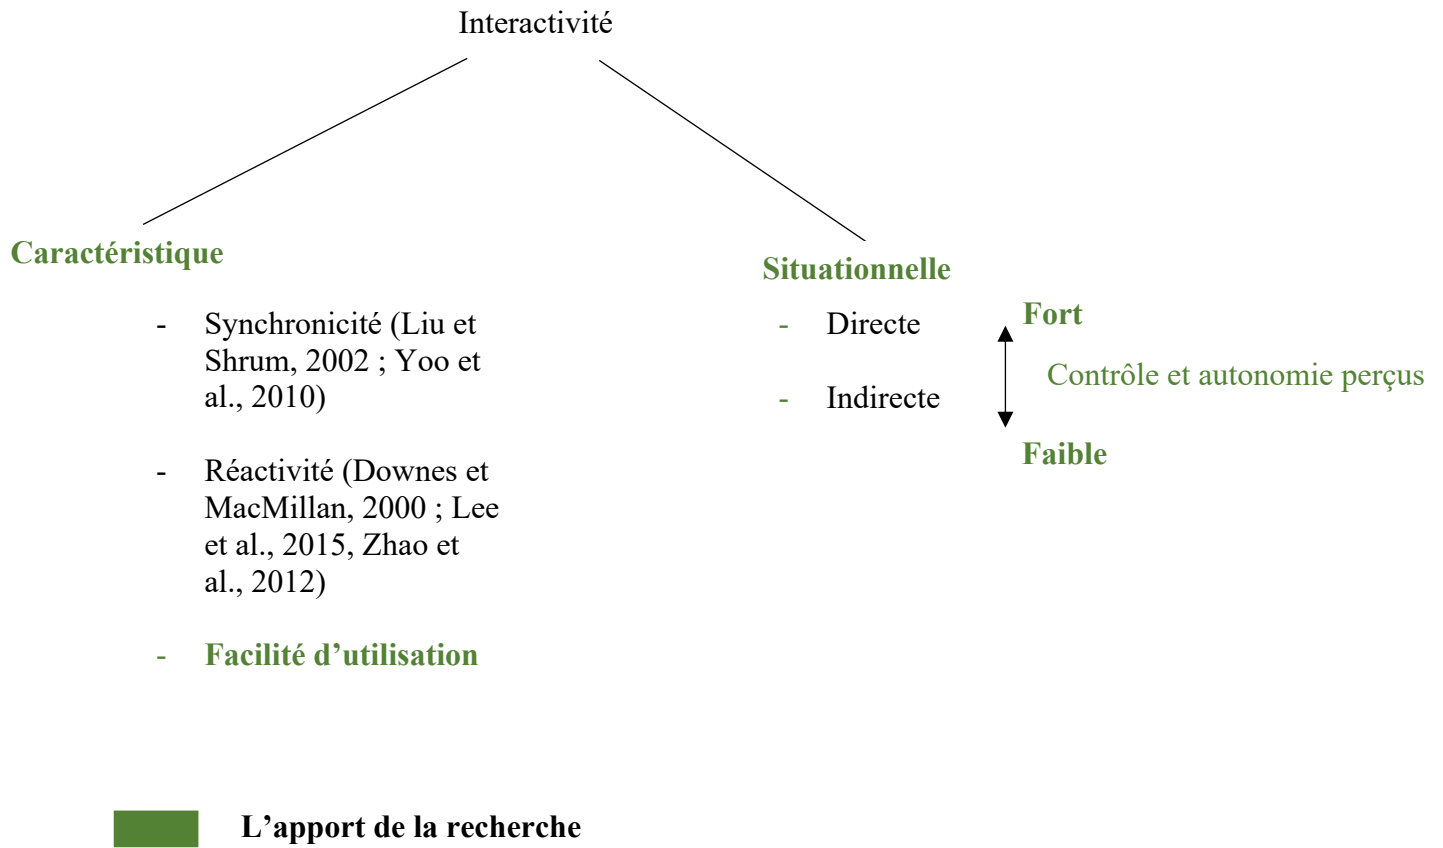 Interactivité
Caractéristique
- Synchronicité (Liu et
Shrum, 2002 ; Yoo et
al., 2010)
- Réactivité (Downes et
MacMillan, 2000 ; Lee
et al., 2015, Zhao et
al., 2012)
- Facilité d’utilisation
Situationnelle
- Directe
- Indirecte
Fort
Contrôle et autonomie perçus
Faible
L’apport de la recherche